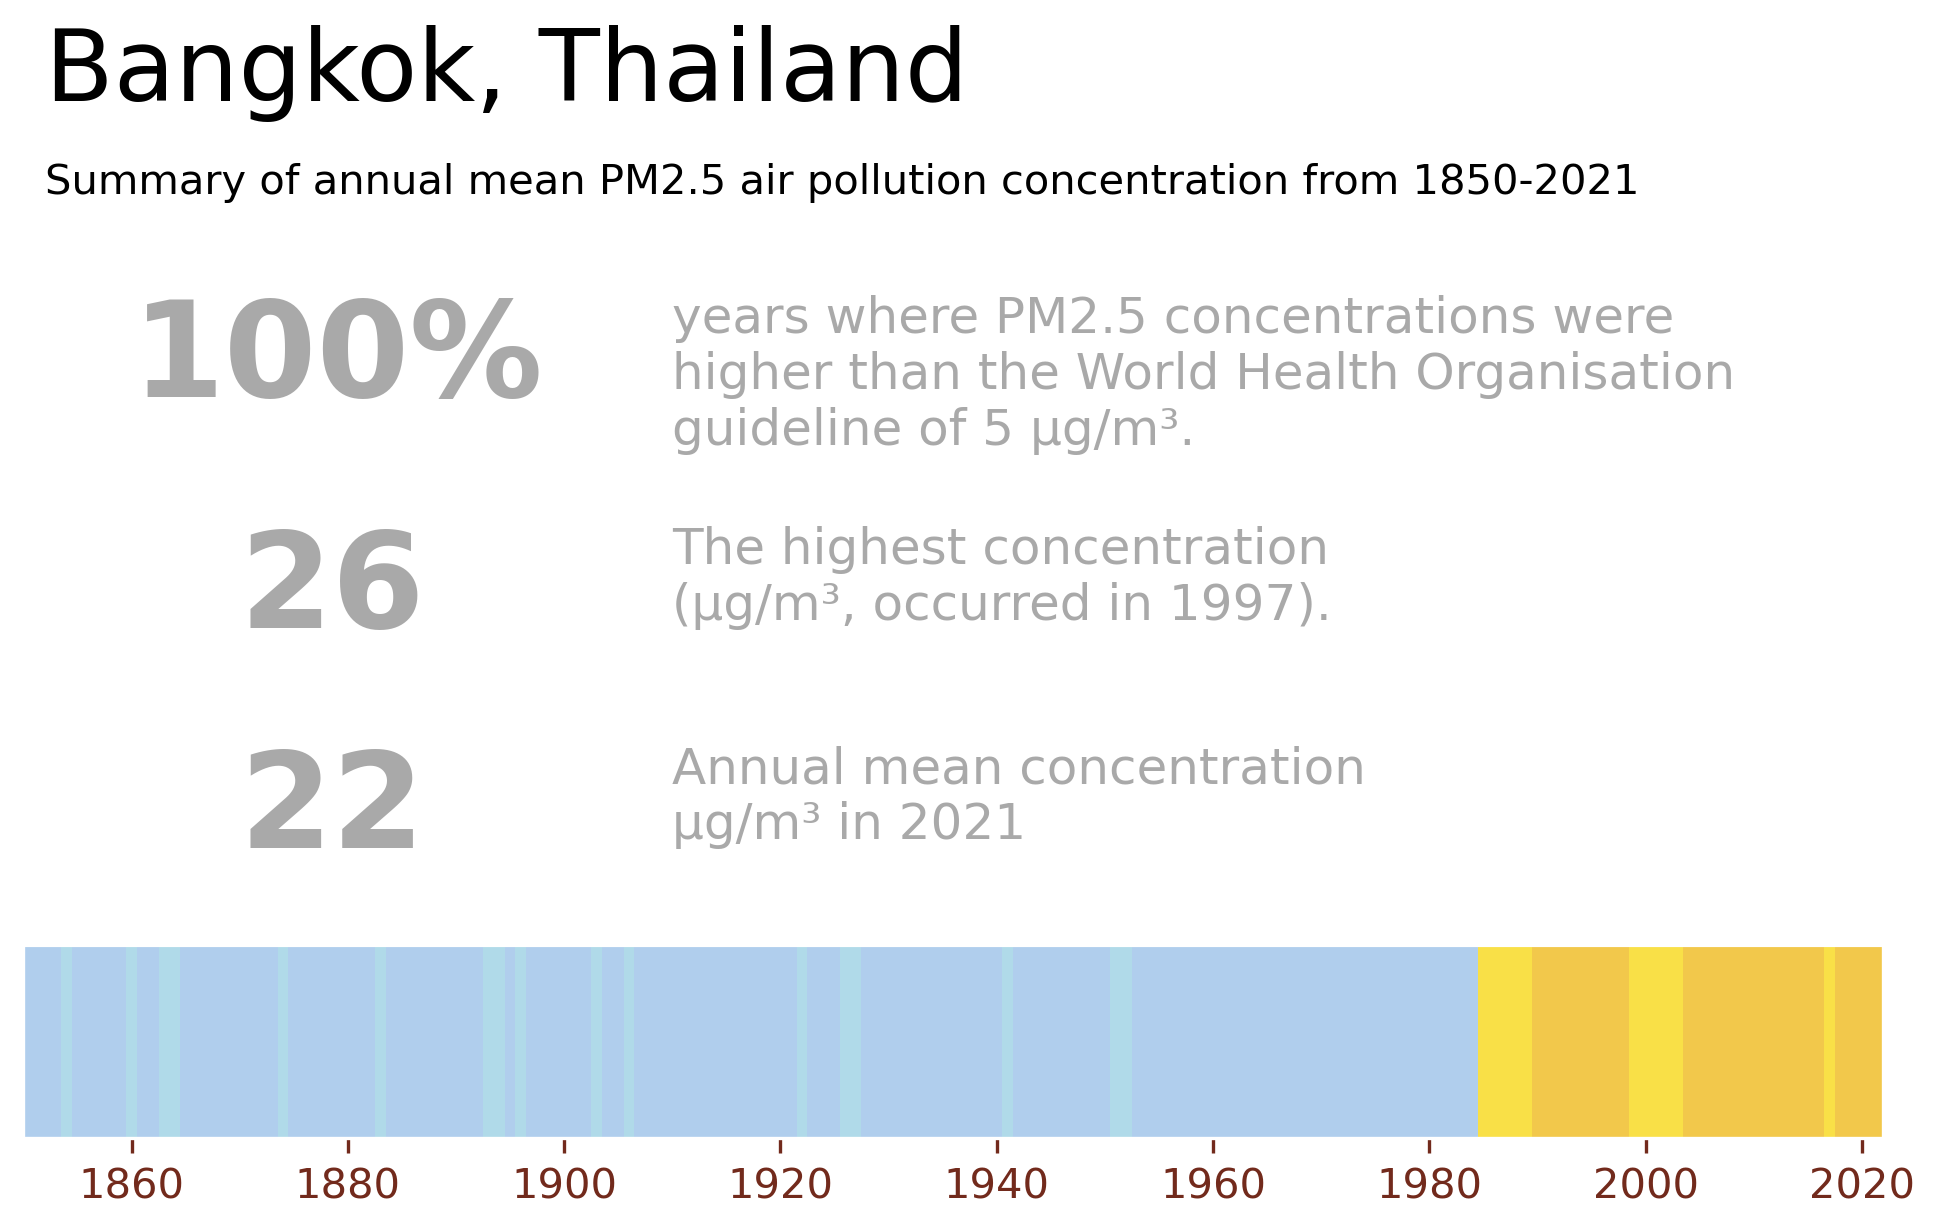 Bangkok, Thailand
Summary of annual mean PM2.5 air pollution concentration from 1850-2021
100%
years where PM2.5 concentrations were
higher than the World Health Organisation
guideline of 5 µg/m³.
26
The highest concentration
(µg/m³, occurred in 1997).
22
Annual mean concentration
µg/m³ in 2021
1860 1880 1900 1920 1940 1960 1980 2000 2020